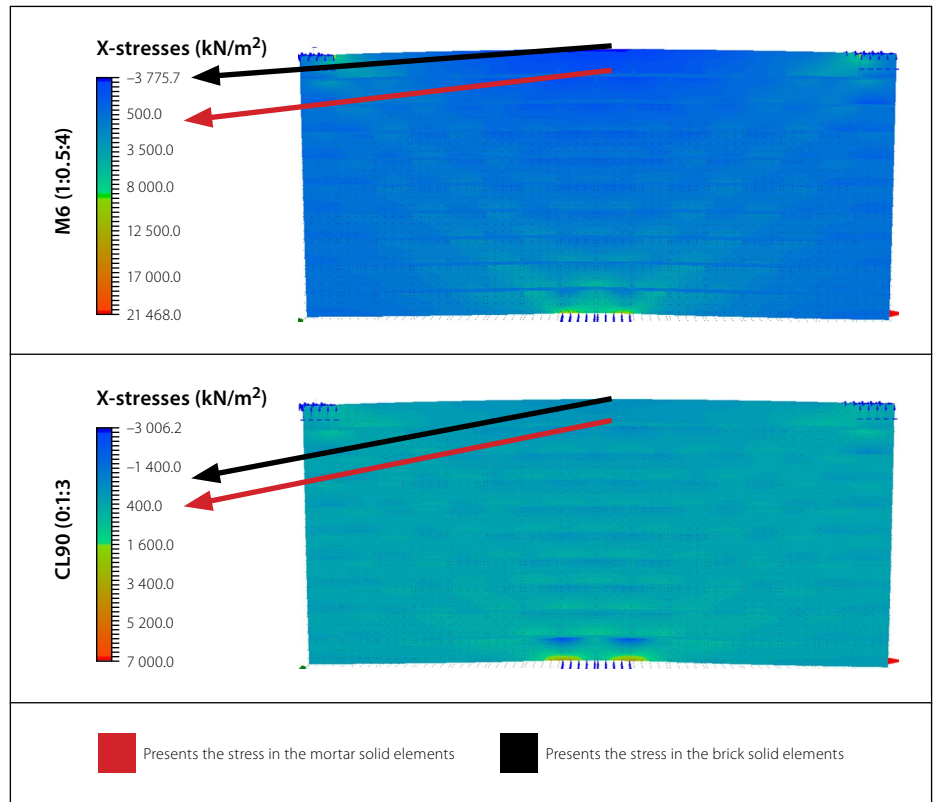 X-stresses (kN/m²)
–3 775.7
500.0
3 500.0
8 000.0
12 500.0
17 000.0
21 468.0
M6 (1:0.5:4)
X-stresses (kN/m²)
–3 006.2
–1 400.0
400.0
1 600.0
3 400.0
5 200.0
7 000.0
CL90 (0:1:3
Presents the stress in the mortar solid elements
Presents the stress in the brick solid elements